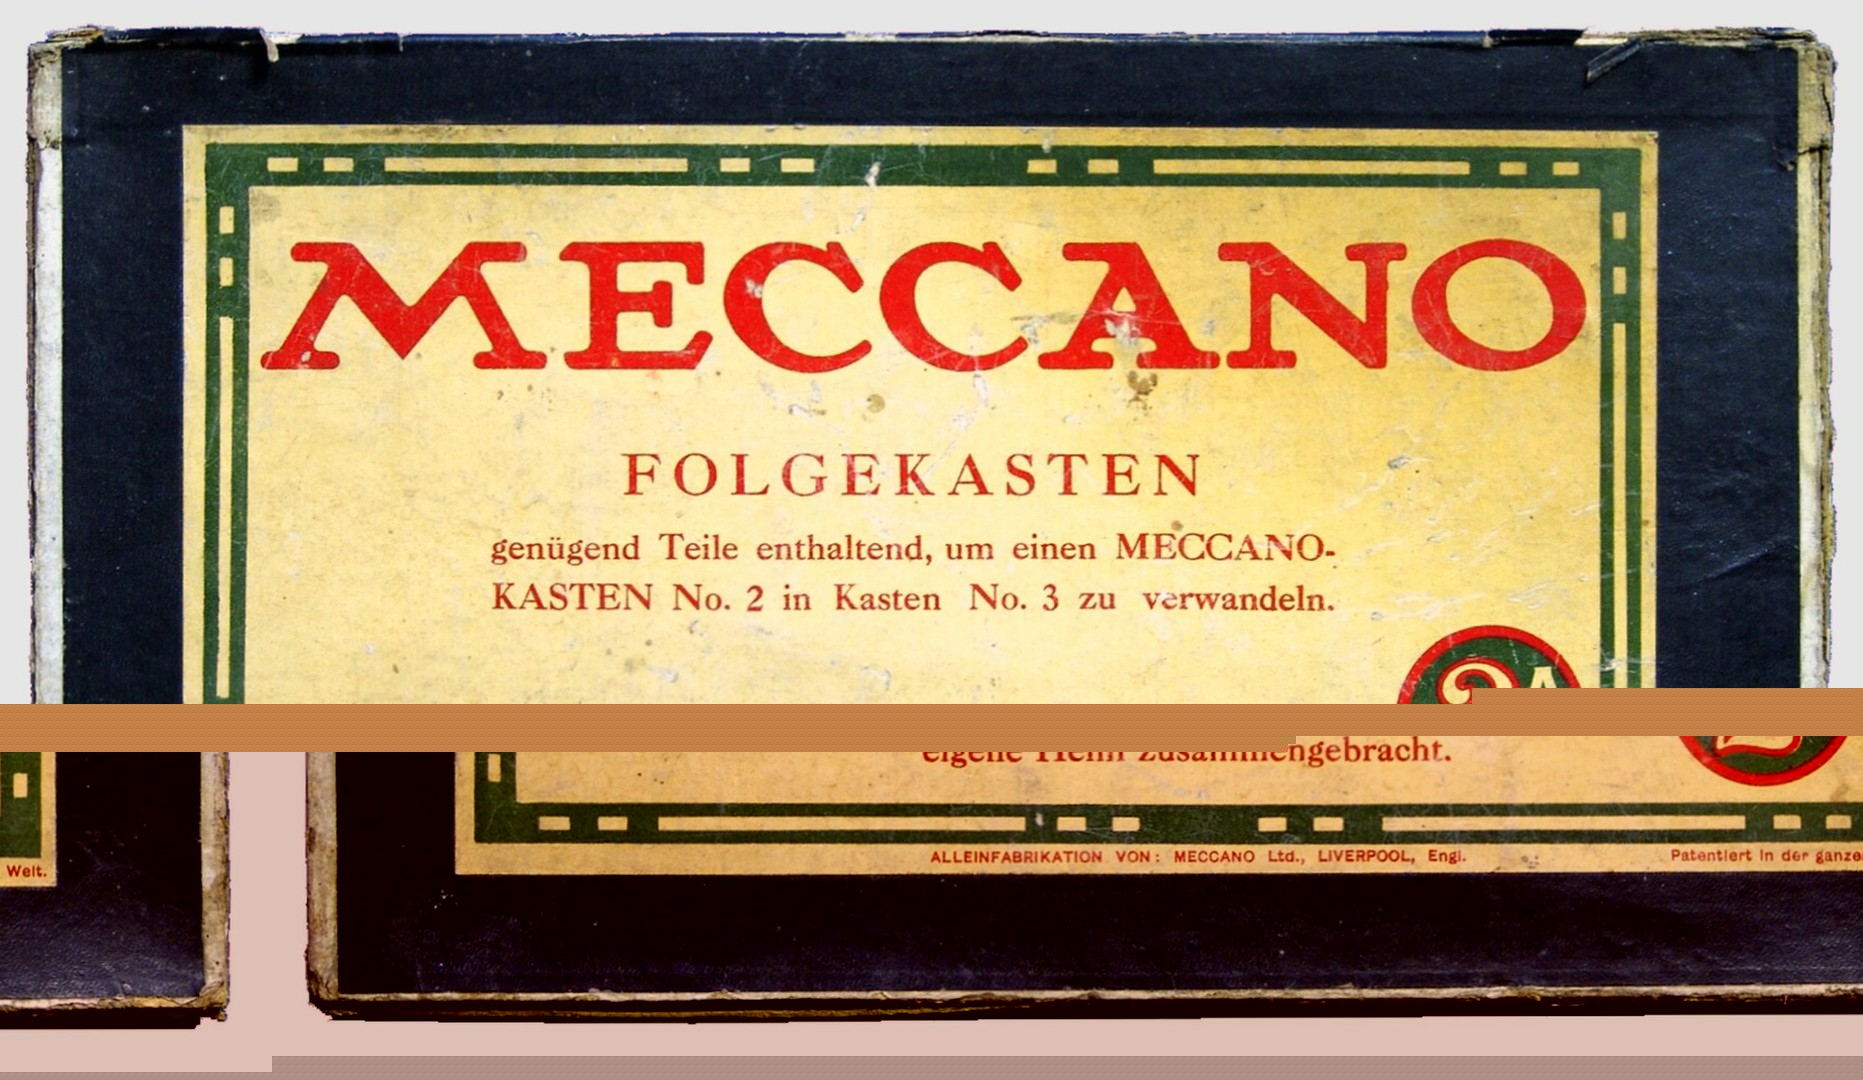 MECCANO
FOLGEKASTEN
genügend Teile enthaltend, um einen MECCANO-
KASTEN No. 2 in Kasten No. 3 zu verwandeln.
2A
zusammengebracht.
ALLEINFABRIKATION VON: MECCANO Ltd., LIVERPOOL, Engl.
Patentiert in der ganzen
Welt.